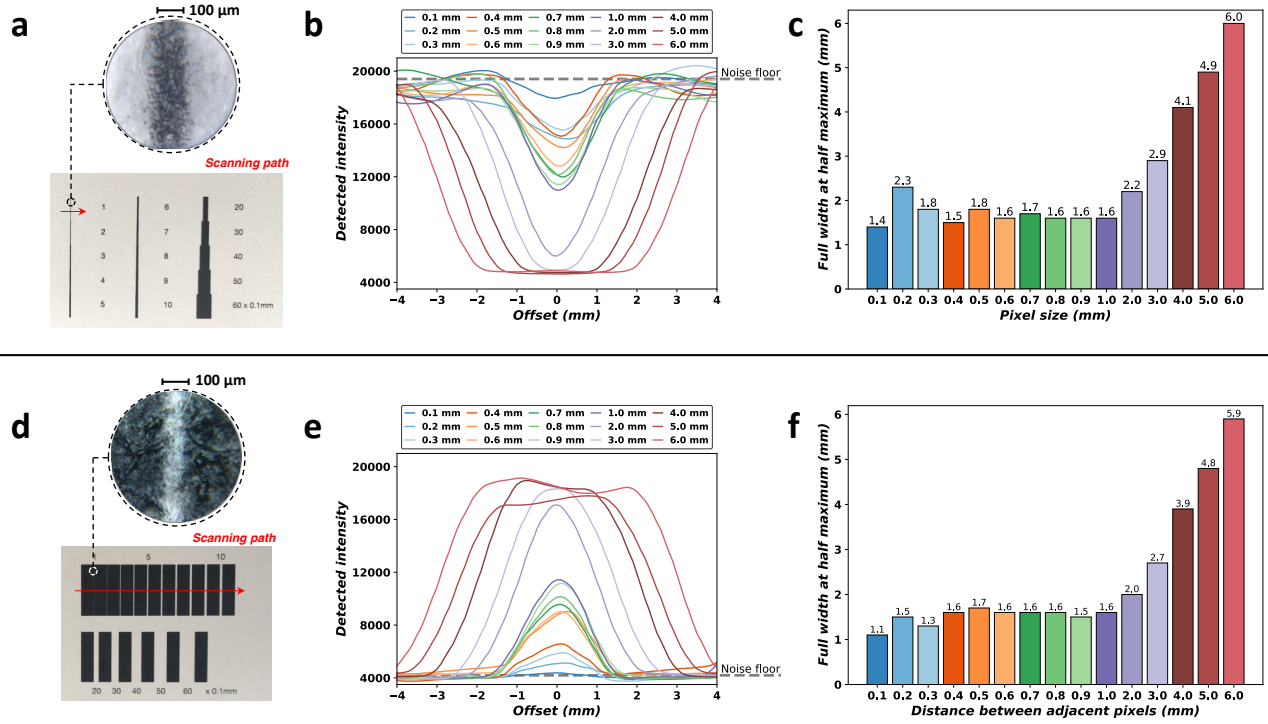 a
100 µm
Scanning path
1 6 20
2 7 30
3 8 40
4 9 50
5 10 60 x 0.1mm
b
0.1 mm 0.4 mm 0.7 mm 1.0 mm 4.0 mm
0.2 mm 0.5 mm 0.8 mm 2.0 mm 5.0 mm
0.3 mm 0.6 mm 0.9 mm 3.0 mm 6.0 mm
Noise floor
Detected intensity
20000
16000
12000
8000
4000
−4 −3 −2 −1 0 1 2 3 4
Offset (mm)
c
Full width at half maximum (mm)
6
5
4
3
2
1
0
1.4 2.3 1.8 1.5 1.8 1.6 1.7 1.6 1.6 1.6 2.2 2.9 4.1 4.9 6.0
0.1 0.2 0.3 0.4 0.5 0.6 0.7 0.8 0.9 1.0 2.0 3.0 4.0 5.0 6.0
Pixel size (mm)
d
100 µm
Scanning path
5 10
20 30 40 50 60 x 0.1mm
e
0.1 mm 0.4 mm 0.7 mm 1.0 mm 4.0 mm
0.2 mm 0.5 mm 0.8 mm 2.0 mm 5.0 mm
0.3 mm 0.6 mm 0.9 mm 3.0 mm 6.0 mm
Detected intensity
20000
16000
12000
8000
4000
Noise floor
−4 −3 −2 −1 0 1 2 3 4
Offset (mm)
f
Full width at half maximum (mm)
6
5
4
3
2
1
0
1.1 1.5 1.3 1.6 1.7 1.6 1.6 1.6 1.5 1.6 2.0 2.7 3.9 4.8 5.9
0.1 0.2 0.3 0.4 0.5 0.6 0.7 0.8 0.9 1.0 2.0 3.0 4.0 5.0 6.0
Distance between adjacent pixels (mm)